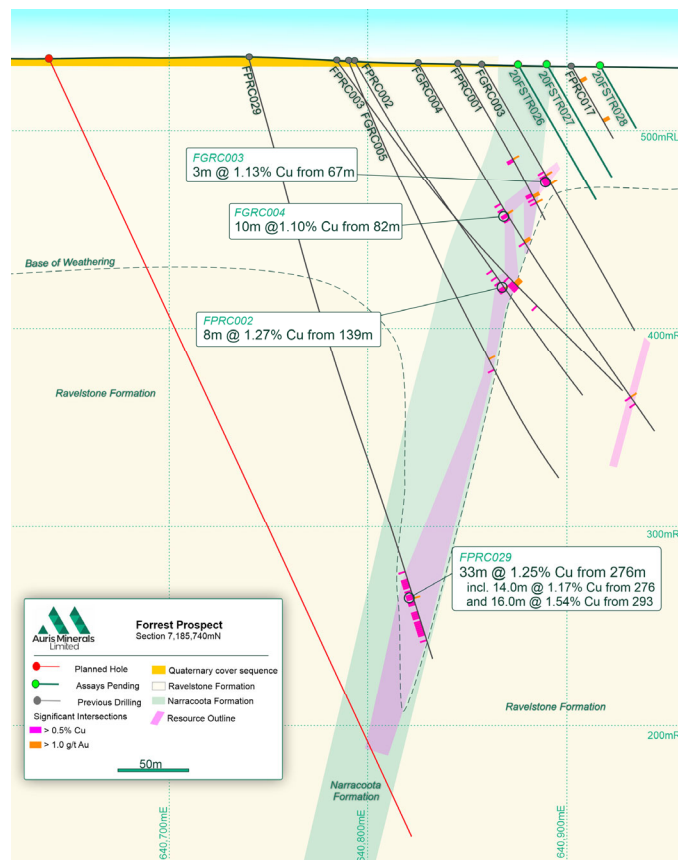 FPRC029
FPRC003
FPRC002
FGRC005
FGRC004
FPRC001
FGRC003
20FSTR026
20FSTR027
FPRC017
20FSTR028
500mRL
FGRC003
3m @ 1.13% Cu from 67m
FGRC004
10m @1.10% Cu from 82m
Base of Weathering
FPRC002
8m @ 1.27% Cu from 139m
400mR
Ravelstone Formation
300mR
FPRC029
33m @ 1.25% Cu from 276m
incl. 14.0m @ 1.17% Cu from 276
and 16.0m @ 1.54% Cu from 293
Auris Minerals
Limited
Forrest Prospect
Section 7,185,740mN
Planned Hole
Assays Pending
Previous Drilling
Significant Intersections
> 0.5% Cu
> 1.0 g/t Au
Quaternary cover sequence
Ravelstone Formation
Narracoota Formation
Resource Outline
50m
Ravelstone Formation
200mR
Narracoota
Formation
640,700mE
640,800mE
640,900mE